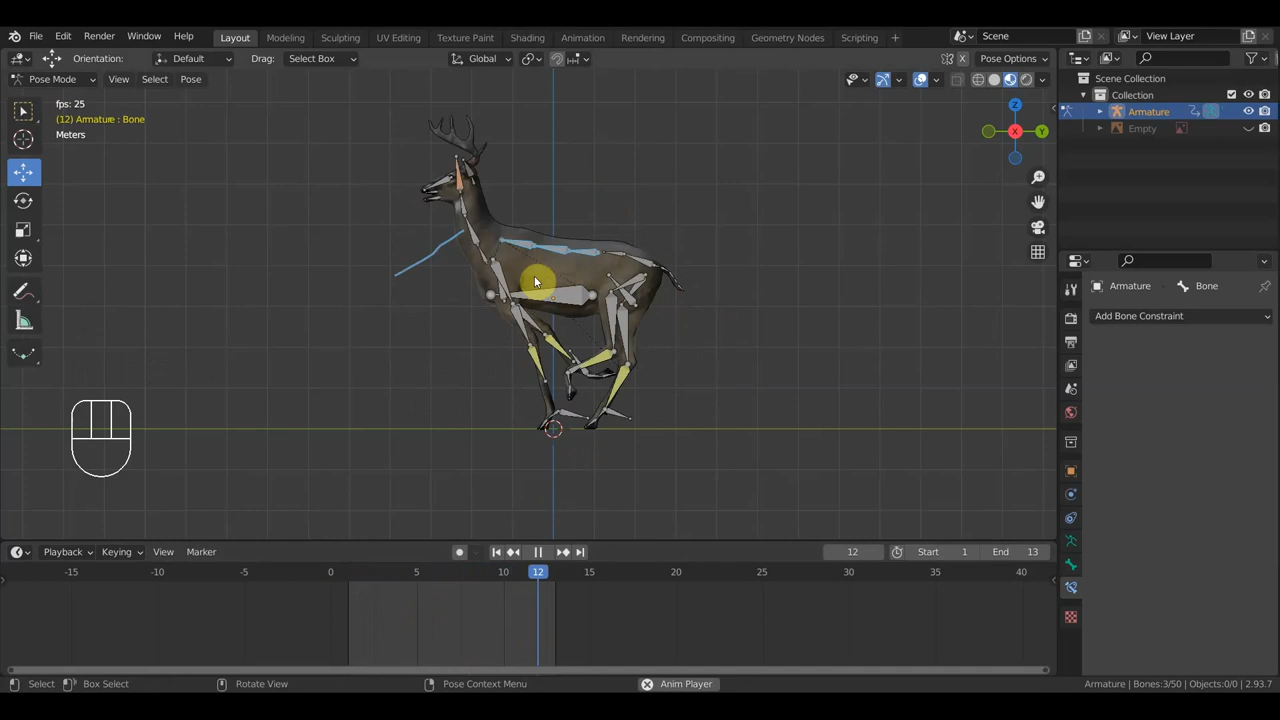 File Edit Render Window Help Layout Modeling Sculpting UV Editing Texture Paint Shading Animation Rendering Compositing Geometry Nodes Scripting + Scene View Layer
Orientation: Default Drag: Select Box Global Pose Options
Pose Mode View Select Pose
fps: 25
(12) Armature : Bone
Meters
Z
X
Y
Scene Collection
Collection
Armature
Empty
Armature Bone
Add Bone Constraint
Playback Keying View Marker 12 Start 1 End 13
-15 -10 -5 0 5 10 12 15 20 25 30 35 40
Select Box Select Rotate View Pose Context Menu Anim Player Armature | Bones:3/50 | Objects:0/0 | 2.93.7